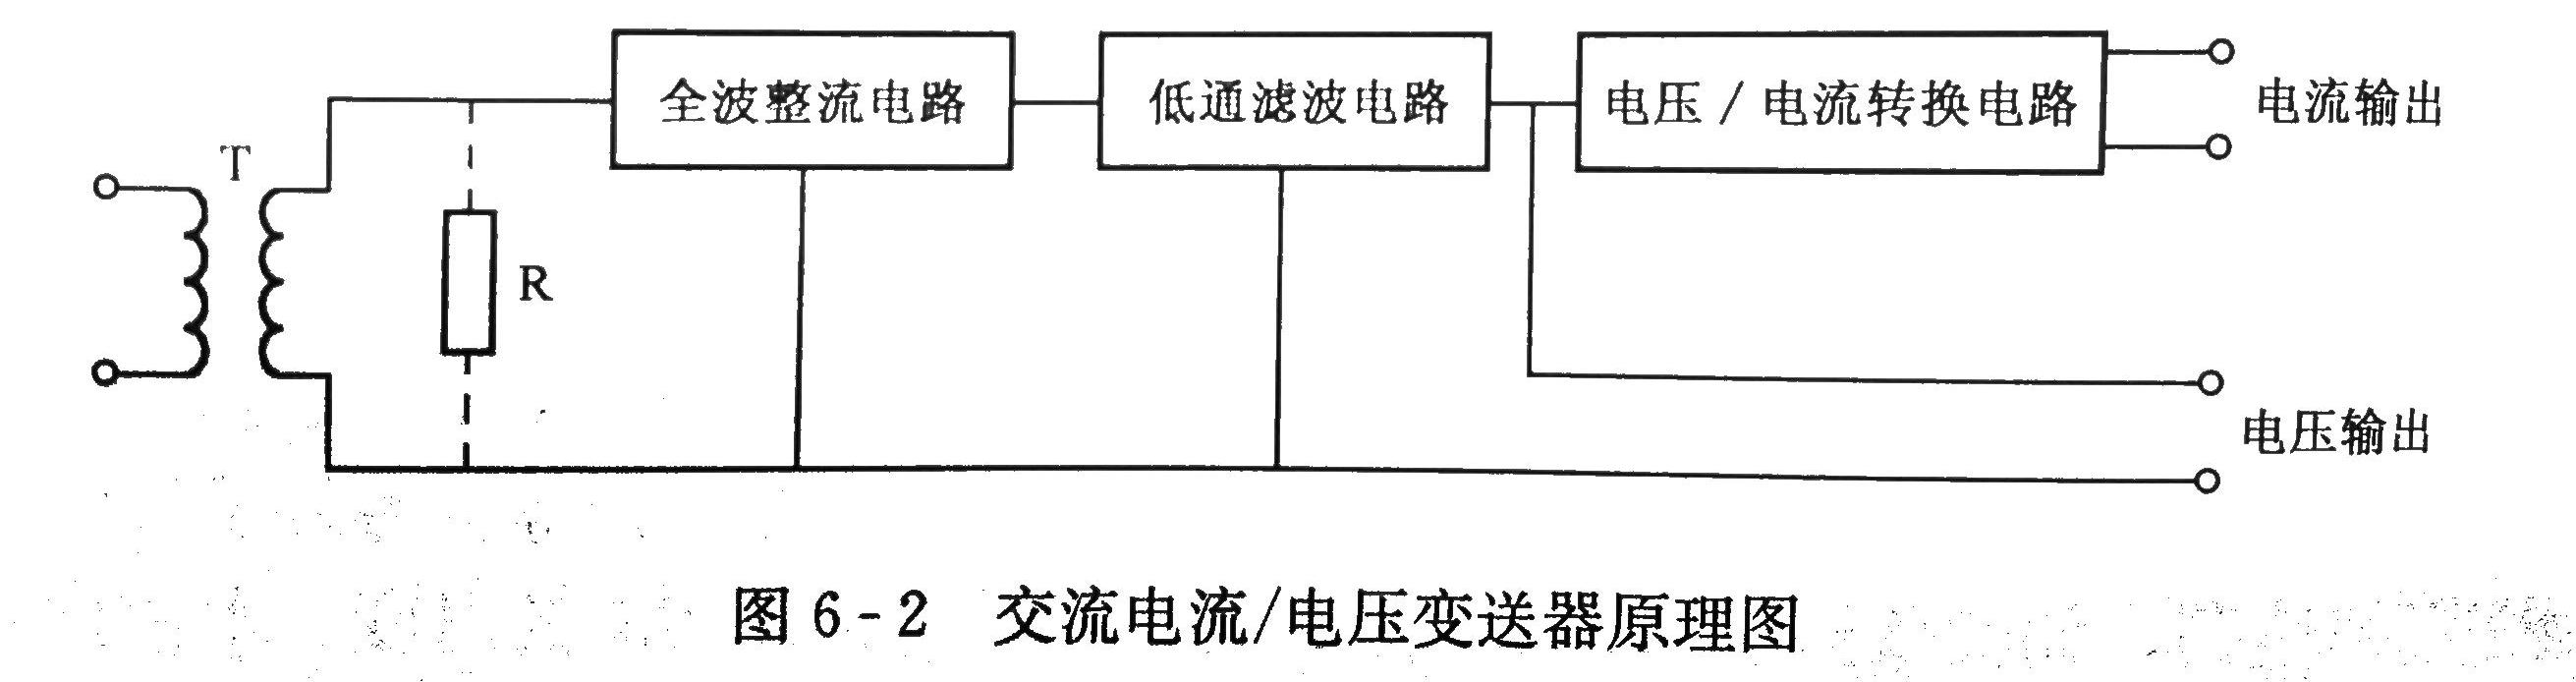 T
R
全波整流电路
低通滤波电路
电压/电流转换电路
电流输出
电压输出
图 6-2 交流电流/电压变送器原理图